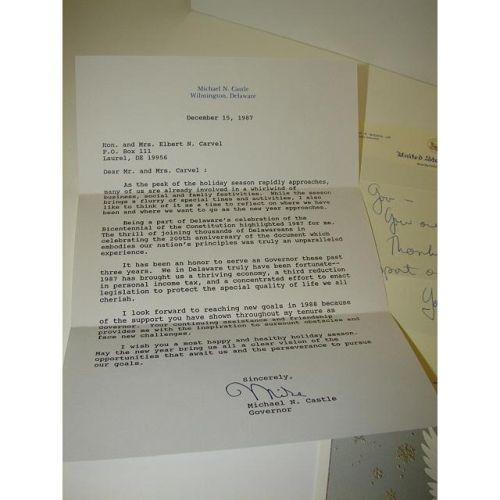 Michael N. Castle
Wilmington, Delaware
December 15, 1987
Hon. and Mrs. Elbert N. Carvel
P.O. Box 111
Laurel, DE 19956
Dear Mr. and Mrs. Carvel :
As the peak of the holiday season rapidly approaches,
many of us are already involved in a whirlwind of
business, social and family festivities. While the season
brings a flurry of special times and activities, I also
like to think of it as a time to reflect on where we have
been and where we want to go as the new year approaches.
Being a part of Delaware's celebration of the
Bicentennial of the Constitution highlighted 1987 for me.
The thrill of joining thousands of Delawareans in
celebrating the 200th anniversary of the document which
embodies our nation's principles was truly an unparalleled
experience.
It has been an honor to serve as Governor these past
three years. We in Delaware truly have been fortunate--
1987 has brought us a thriving economy, a third reduction
in personal income tax, and a concentrated effort to enact
legislation to protect the special quality of life we all
cherish.
I look forward to reaching new goals in 1988 because
of the support you have shown throughout my tenure as
Governor. Your continuing assistance and friendship
provides me with the inspiration to surmount obstacles and
face new challenges.
I wish you a most happy and healthy holiday season.
May the new year bring us all a clear vision of the
opportunities that await us and the perseverance to pursue
our goals.
Sincerely,
Mike
Michael N. Castle
Governor
United Sta
Gov -
You
Thank
port
Yo